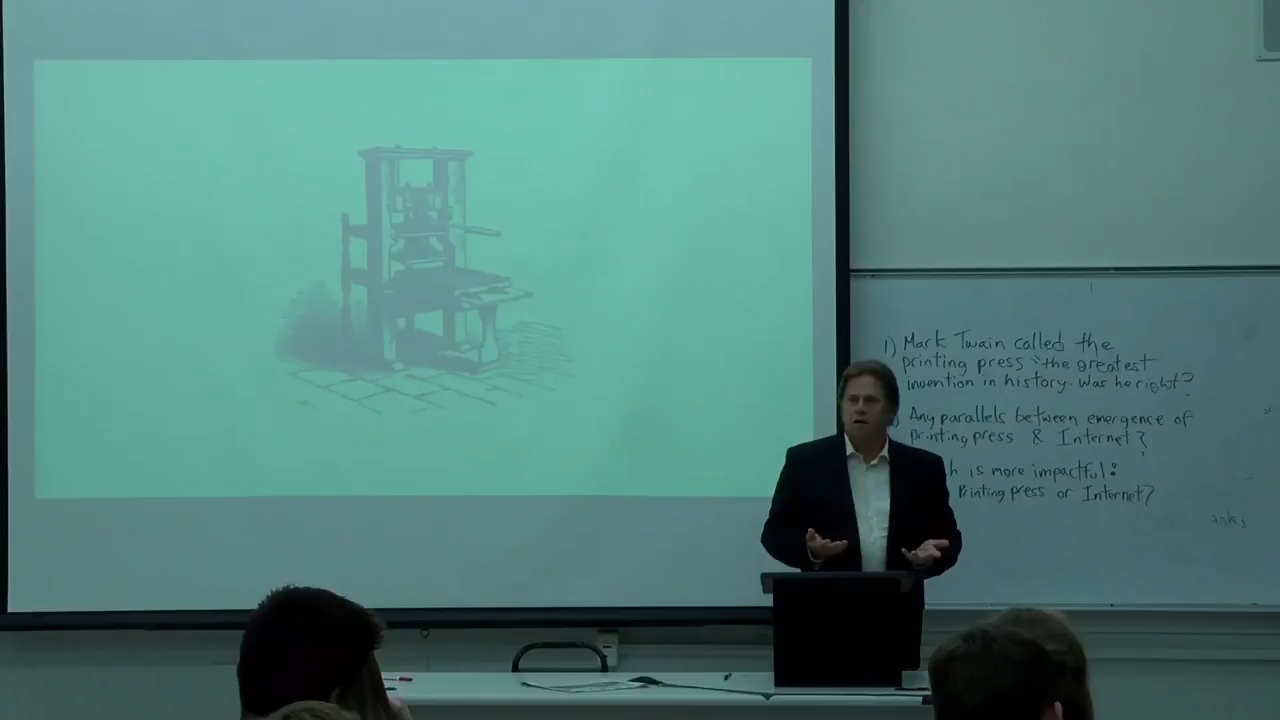 1) Mark Twain called the
printing press "the greatest
invention in history. Was he right?
Any parallels between emergence of
Printing press & Internet?
is more impactful:
Printing press or Internet?